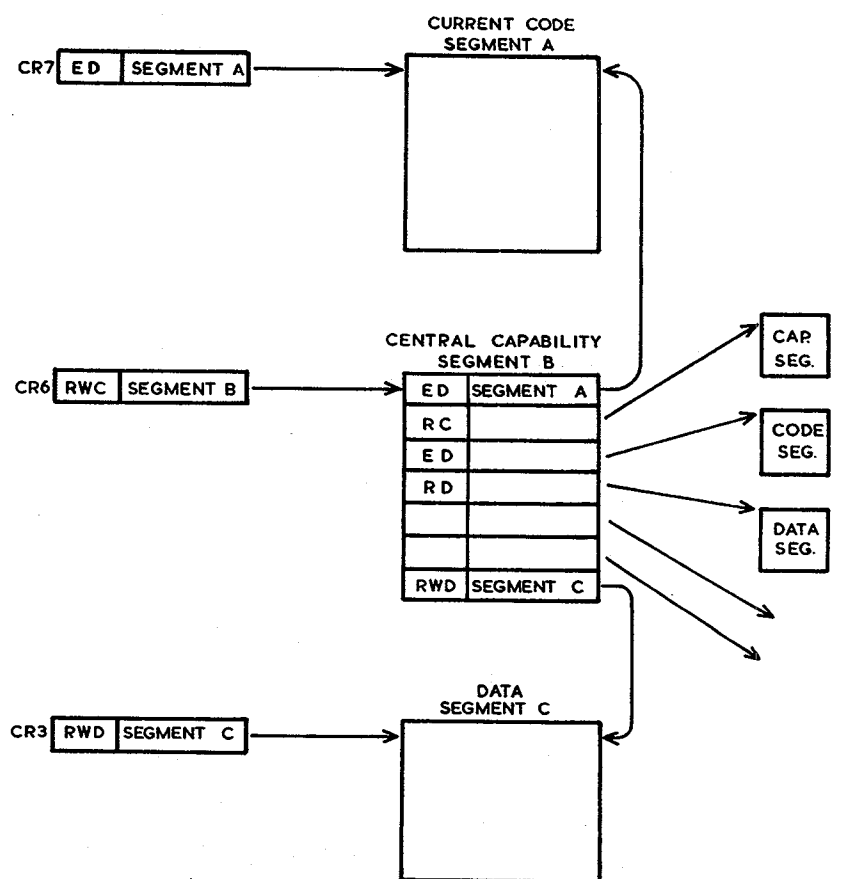 CURRENT CODE
SEGMENT A
CR7 ED SEGMENT A
CENTRAL CAPABILITY
SEGMENT B
CR6 RWC SEGMENT B
ED SEGMENT A
RC
ED
RD
RWD SEGMENT C
CAP.
SEG.
CODE
SEG.
DATA
SEG.
DATA
SEGMENT C
CR3 RWD SEGMENT C